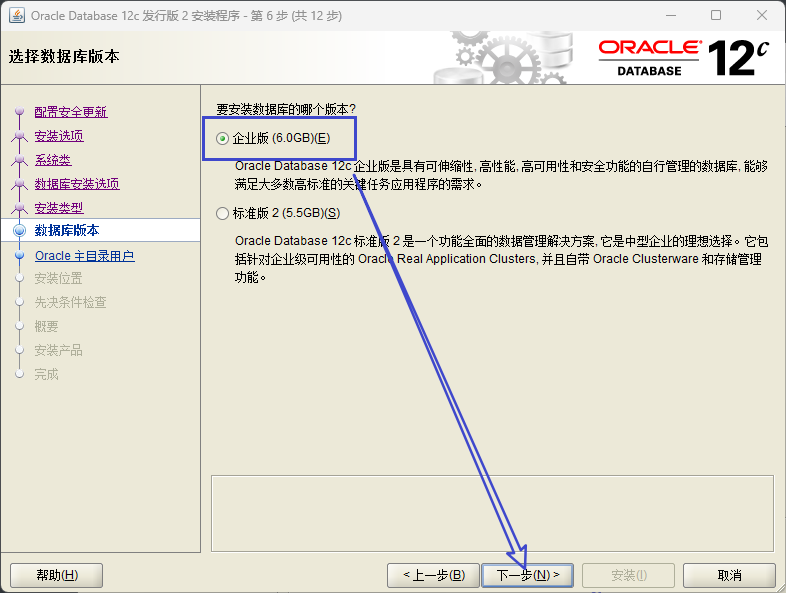 Oracle Database 12c 发行版 2 安装程序 - 第 6 步 (共 12 步)
选择数据库版本
ORACLE
DATABASE
12c
配置安全更新
安装选项
系统类
数据库安装选项
安装类型
数据库版本
Oracle 主目录用户
安装位置
先决条件检查
概要
安装产品
完成
要安装数据库的哪个版本?
企业版 (6.0GB)(E)
Oracle Database 12c 企业版是具有可伸缩性, 高性能, 高可用性和安全功能的自行管理的数据库, 能够
满足大多数高标准的关键任务应用程序的需求。
标准版 2 (5.5GB)(S)
Oracle Database 12c 标准版 2 是一个功能全面的数据管理解决方案, 它是中型企业的理想选择。它包
括针对企业级可用性的 Oracle Real Application Clusters, 并且自带 Oracle Clusterware 和存储管理
功能。
帮助(H)
< 上一步(B)
下一步(N) >
安装(I)
取消